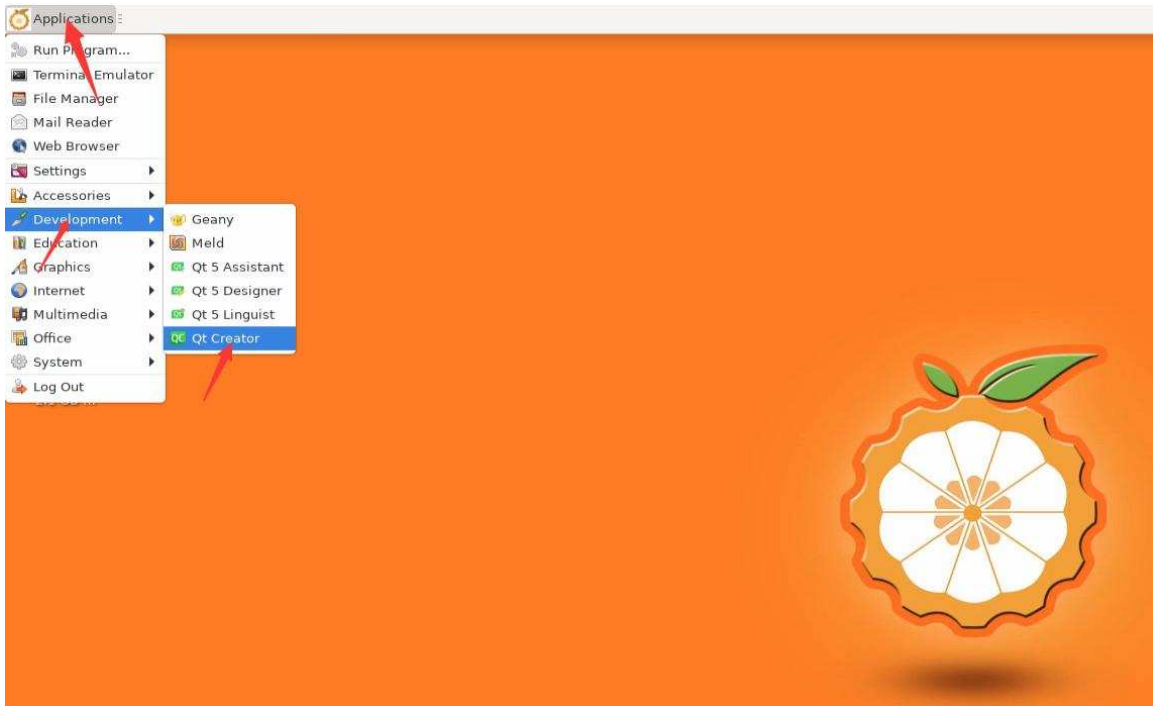 Applications
Run Program...
Terminal Emulator
File Manager
Mail Reader
Web Browser
Settings
Accessories
Development
Education
Graphics
Internet
Multimedia
Office
System
Log Out
Geany
Meld
Qt 5 Assistant
Qt 5 Designer
Qt 5 Linguist
Qt Creator